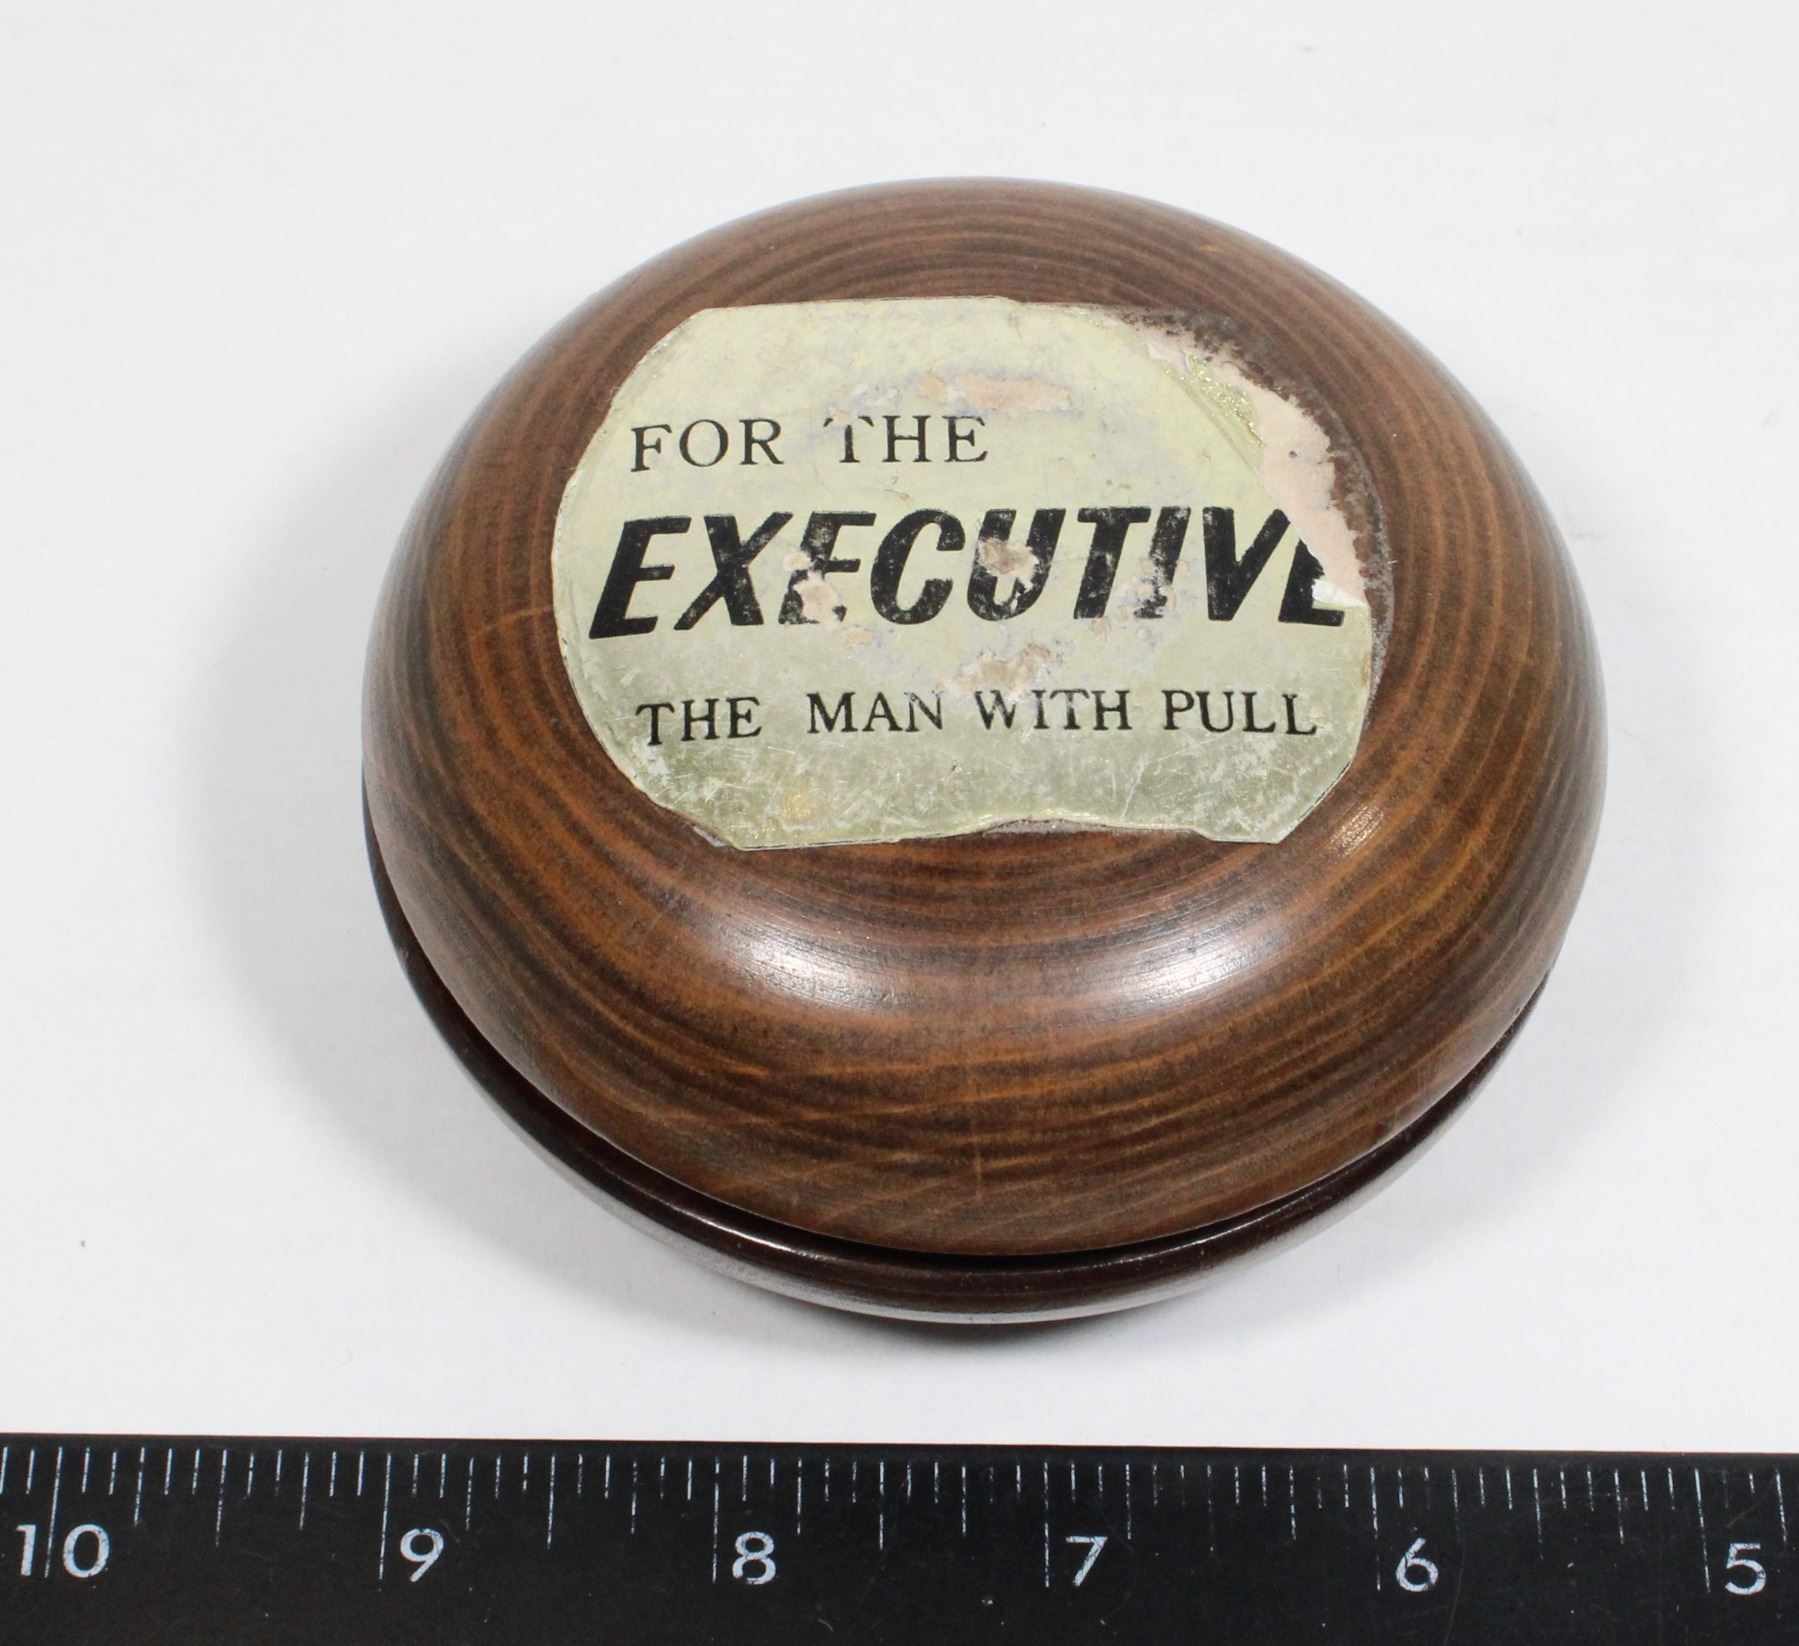 FOR THE
EXECUTIVE
THE MAN WITH PULL
10 9 8 7 6 5